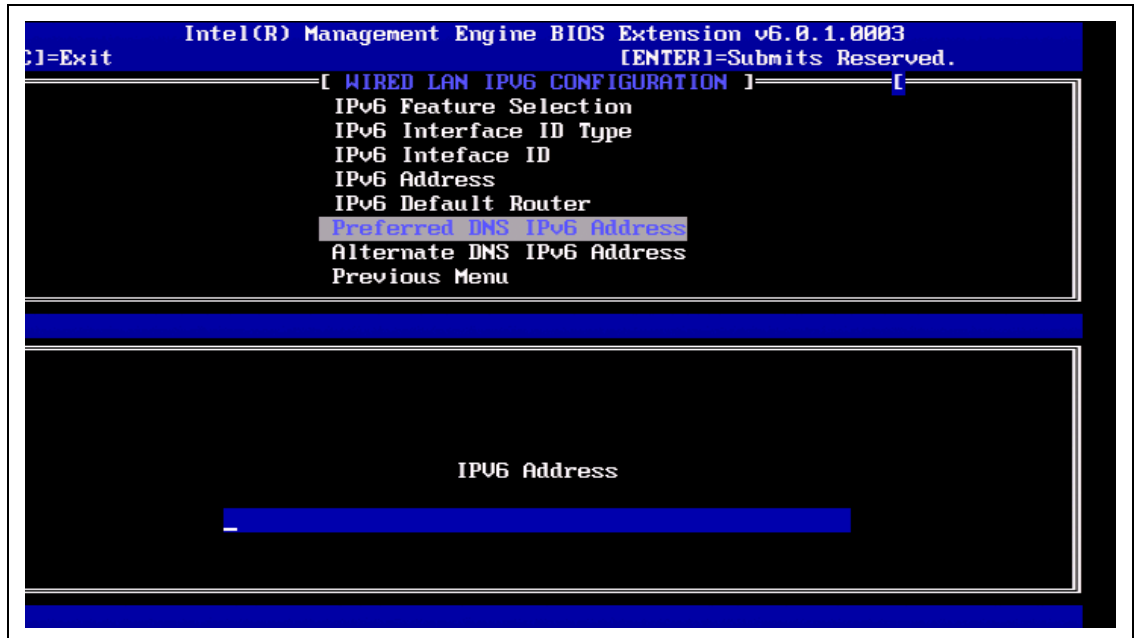 Intel(R) Management Engine BIOS Extension v6.0.1.0003
C]=Exit [ENTER]=Submits Reserved.
[ WIRED LAN IPV6 CONFIGURATION ] [
IPv6 Feature Selection
IPv6 Interface ID Type
IPv6 Inteface ID
IPv6 Address
IPv6 Default Router
Preferred DNS IPv6 Address
Alternate DNS IPv6 Address
Previous Menu
IPV6 Address
_